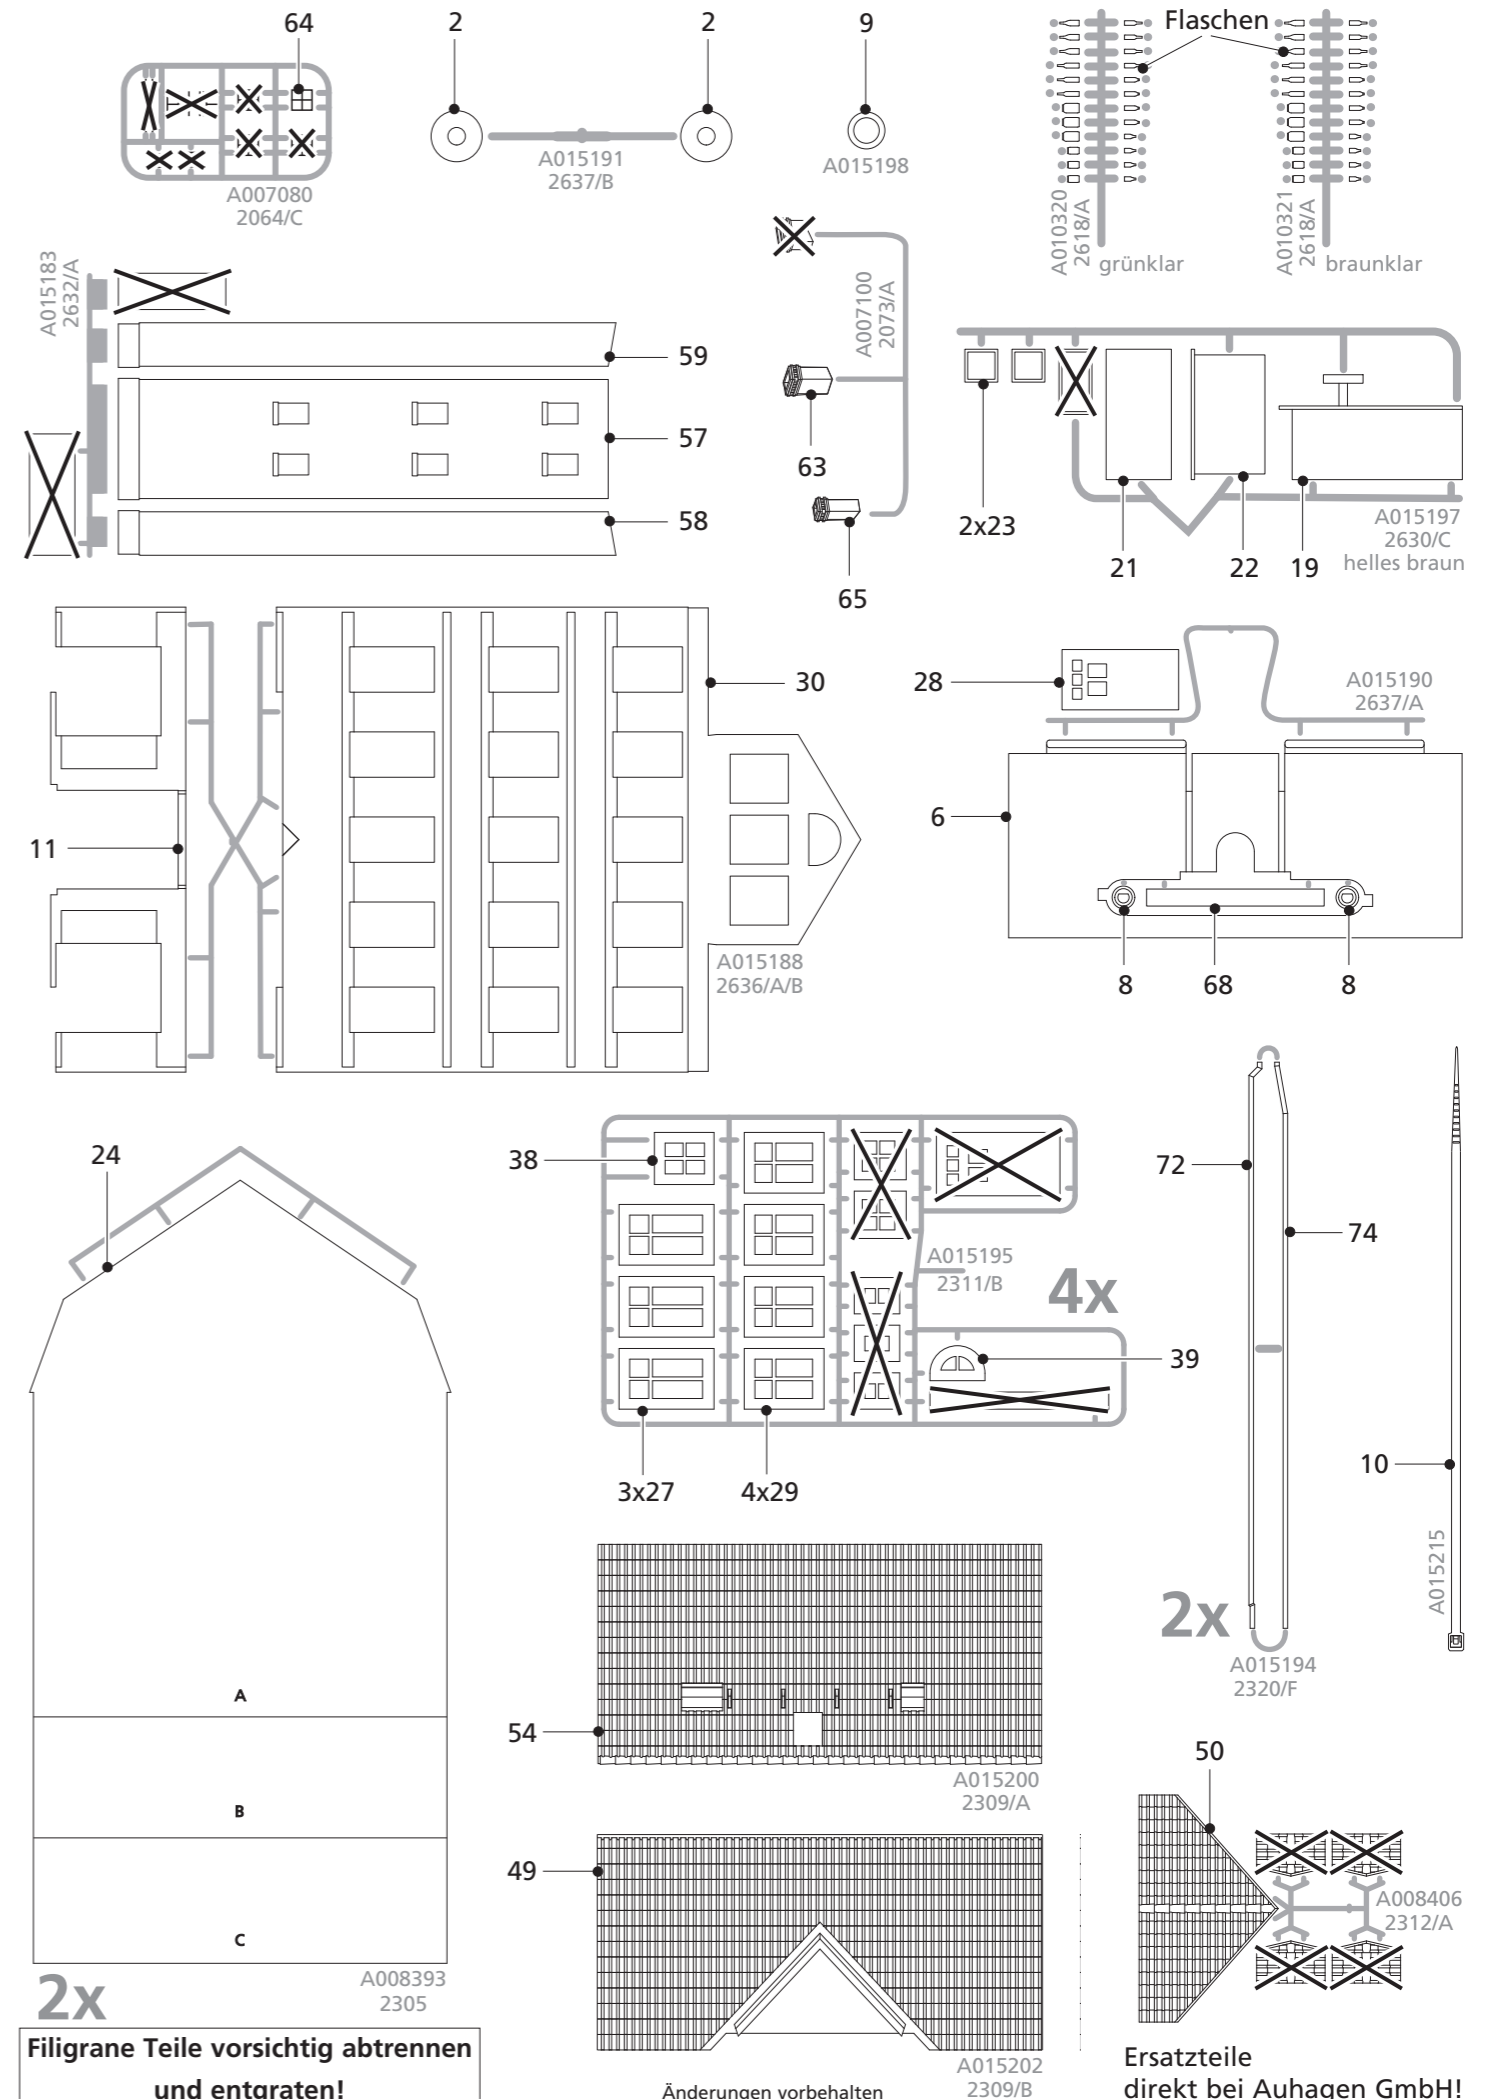 64
2
2
9
Flaschen
A007080
2064/C
A015191
2637/B
A015198
A010320
2618/A
grünklar
A010321
2618/A
braunklar
A015183
2632/A
59
57
58
A007100
2073/A
63
65
2x23
21
22
19
A015197
2630/C
helles braun
11
30
A015188
2636/A/B
28
A015190
2637/A
6
8
68
8
24
A
B
C
2x
A008393
2305
38
A015195
2311/B
4x
39
3x27
4x29
72
74
10
2x
A015194
2320/F
A015215
54
A015200
2309/A
49
A015202
2309/B
50
A008406
2312/A
Filigrane Teile vorsichtig abtrennen
und entgraten!
Änderungen vorbehalten
Ersatzteile
direkt bei Auhagen GmbH!